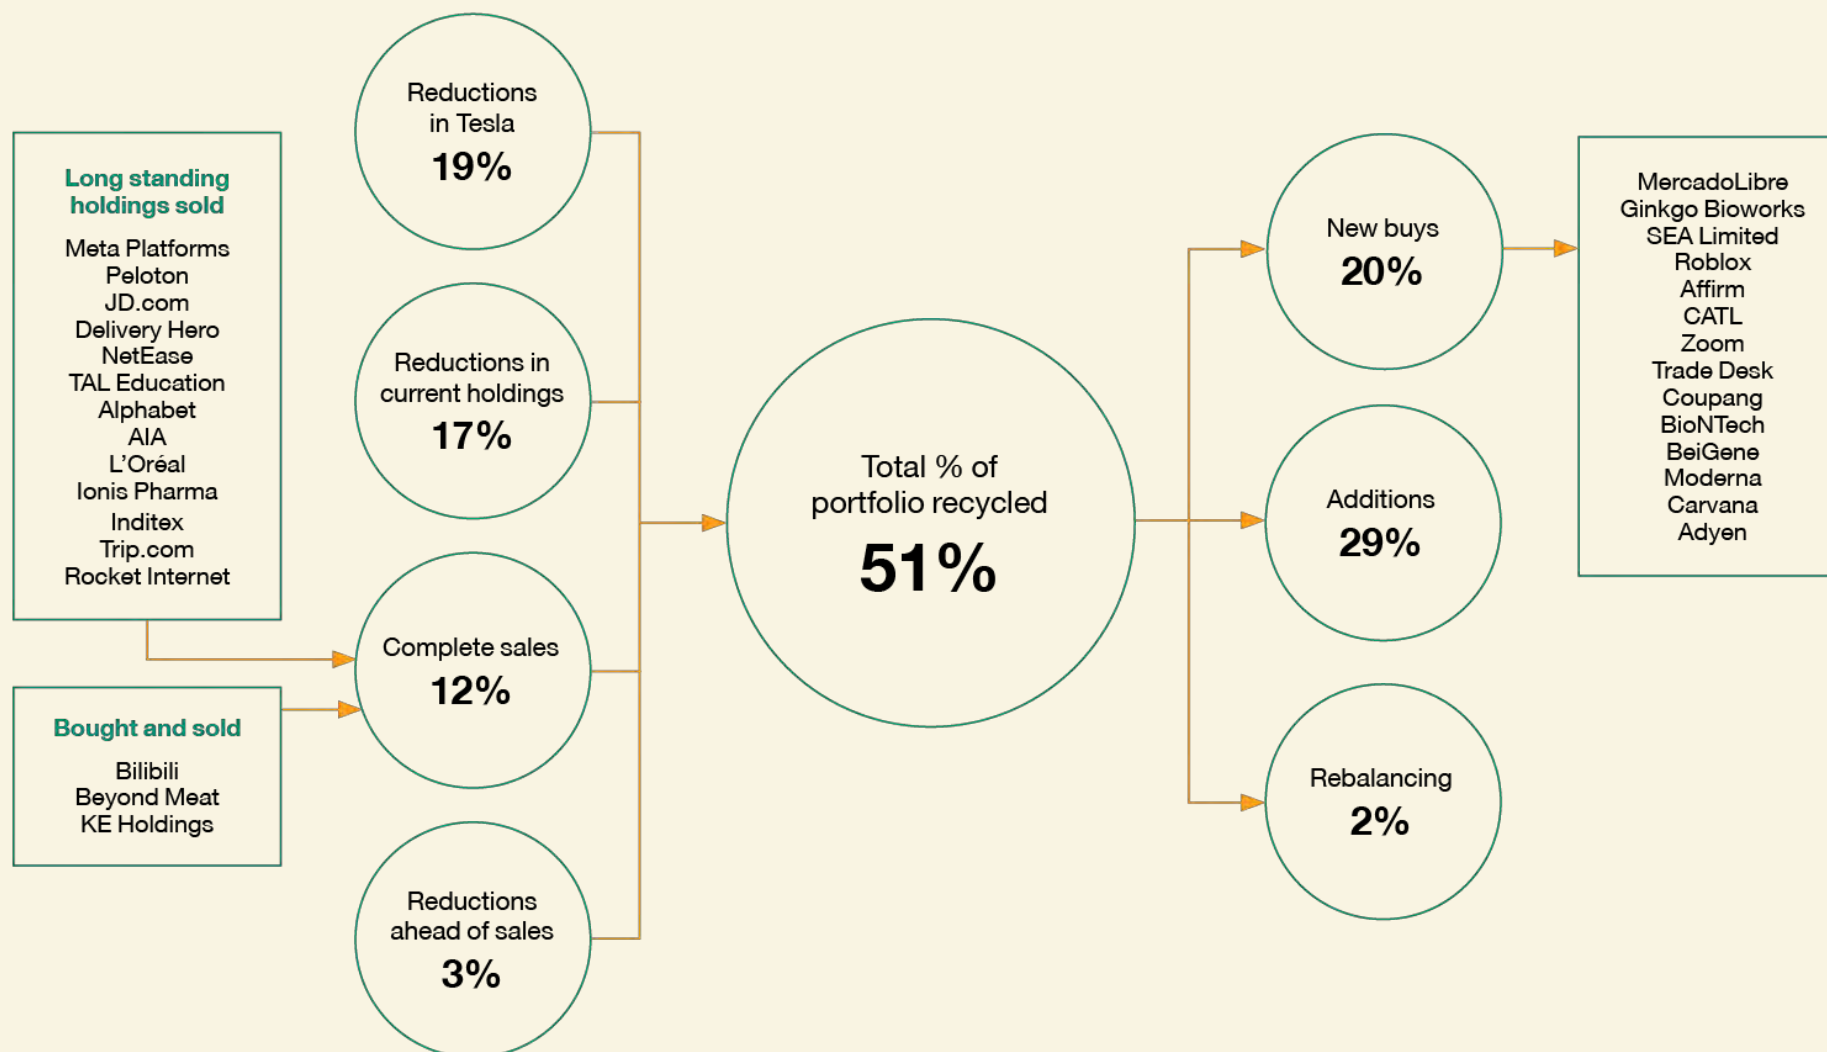 Long standing
holdings sold
Meta Platforms
Peloton
JD.com
Delivery Hero
NetEase
TAL Education
Alphabet
AIA
L'Oréal
Ionis Pharma
Inditex
Trip.com
Rocket Internet
Bought and sold
Bilibili
Beyond Meat
KE Holdings
Reductions
in Tesla
19%
Reductions in
current holdings
17%
Complete sales
12%
Reductions
ahead of sales
3%
Total % of
portfolio recycled
51%
New buys
20%
Additions
29%
Rebalancing
2%
MercadoLibre
Ginkgo Bioworks
SEA Limited
Roblox
Affirm
CATL
Zoom
Trade Desk
Coupang
BioNTech
BeiGene
Moderna
Carvana
Adyen